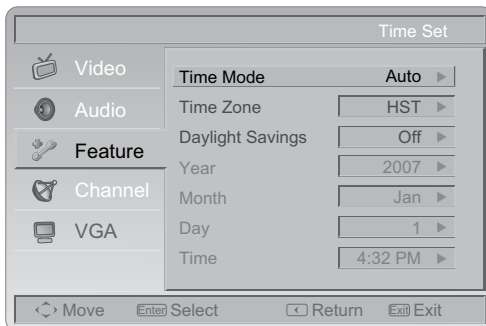 Time Set
Video
Audio
Feature
Channel
VGA
Time Mode Auto
Time Zone HST
Daylight Savings Off
Year 2007
Month Jan
Day 1
Time 4:32 PM
Move Enter Select Return Exit Exit